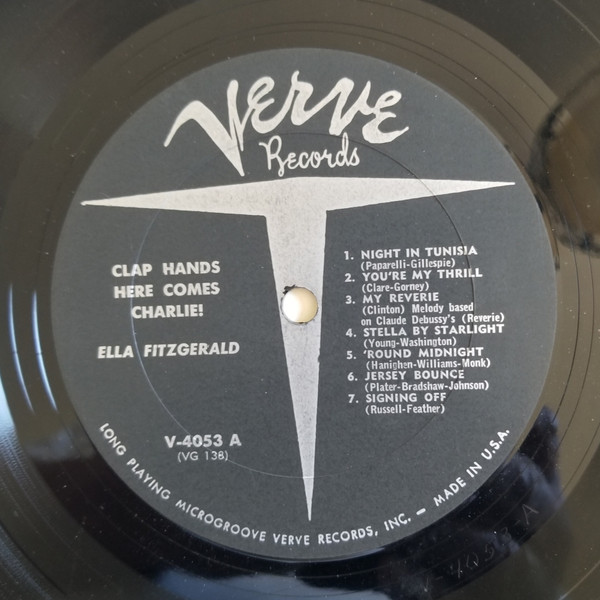 Verve
Records
CLAP HANDS
HERE COMES
CHARLIE!
ELLA FITZGERALD
V-4053 A
(VG 138)
1. NIGHT IN TUNISIA
(Paparelli-Gillespie)
2. YOU'RE MY THRILL
(Clare-Gorney)
3. MY REVERIE
(Clinton) Melody based
on Claude Debussy's (Reverie)
4. STELLA BY STARLIGHT
(Young-Washington)
5. 'ROUND MIDNIGHT
(Hanighen-Williams-Monk)
6. JERSEY BOUNCE
(Plater-Bradshaw-Johnson)
7. SIGNING OFF
(Russell-Feather)
LONG PLAYING MICROGROOVE VERVE RECORDS, INC. — MADE IN U.S.A.